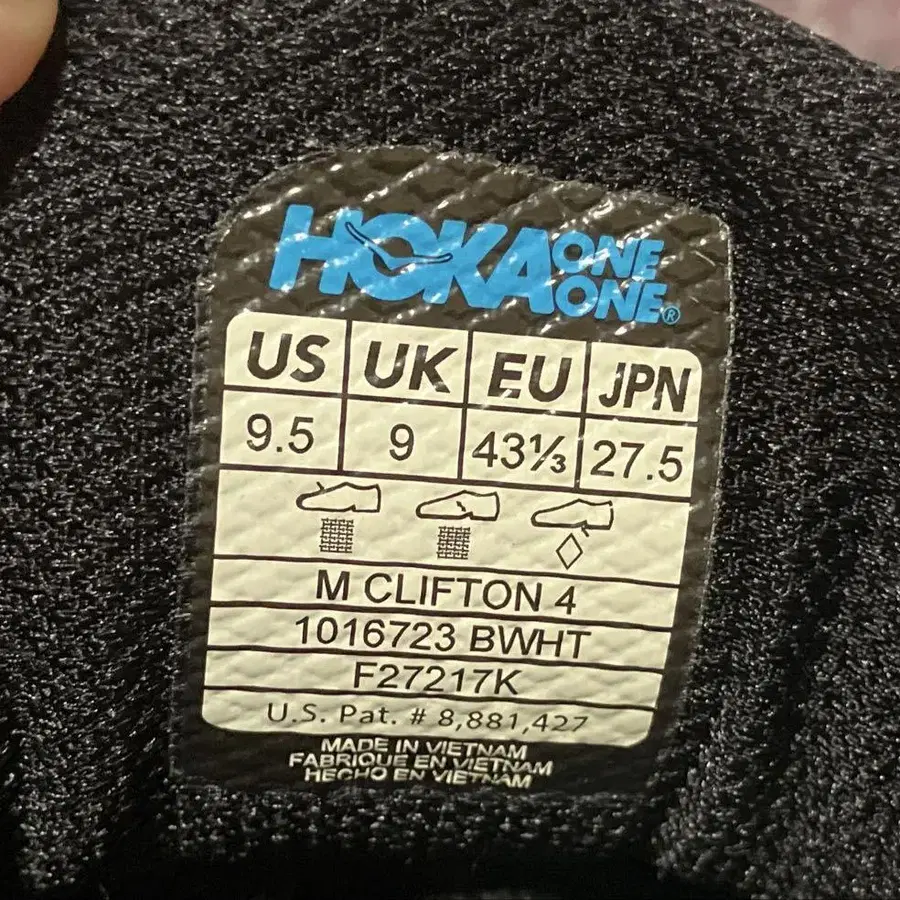 HOKA ONE ONE®
US UK EU JPN
9.5 9 43⅓ 27.5
M CLIFTON 4
1016723 BWHT
F27217K
U.S. Pat. # 8,881,427
MADE IN VIETNAM
FABRIQUE EN VIETNAM
HECHO EN VIETNAM